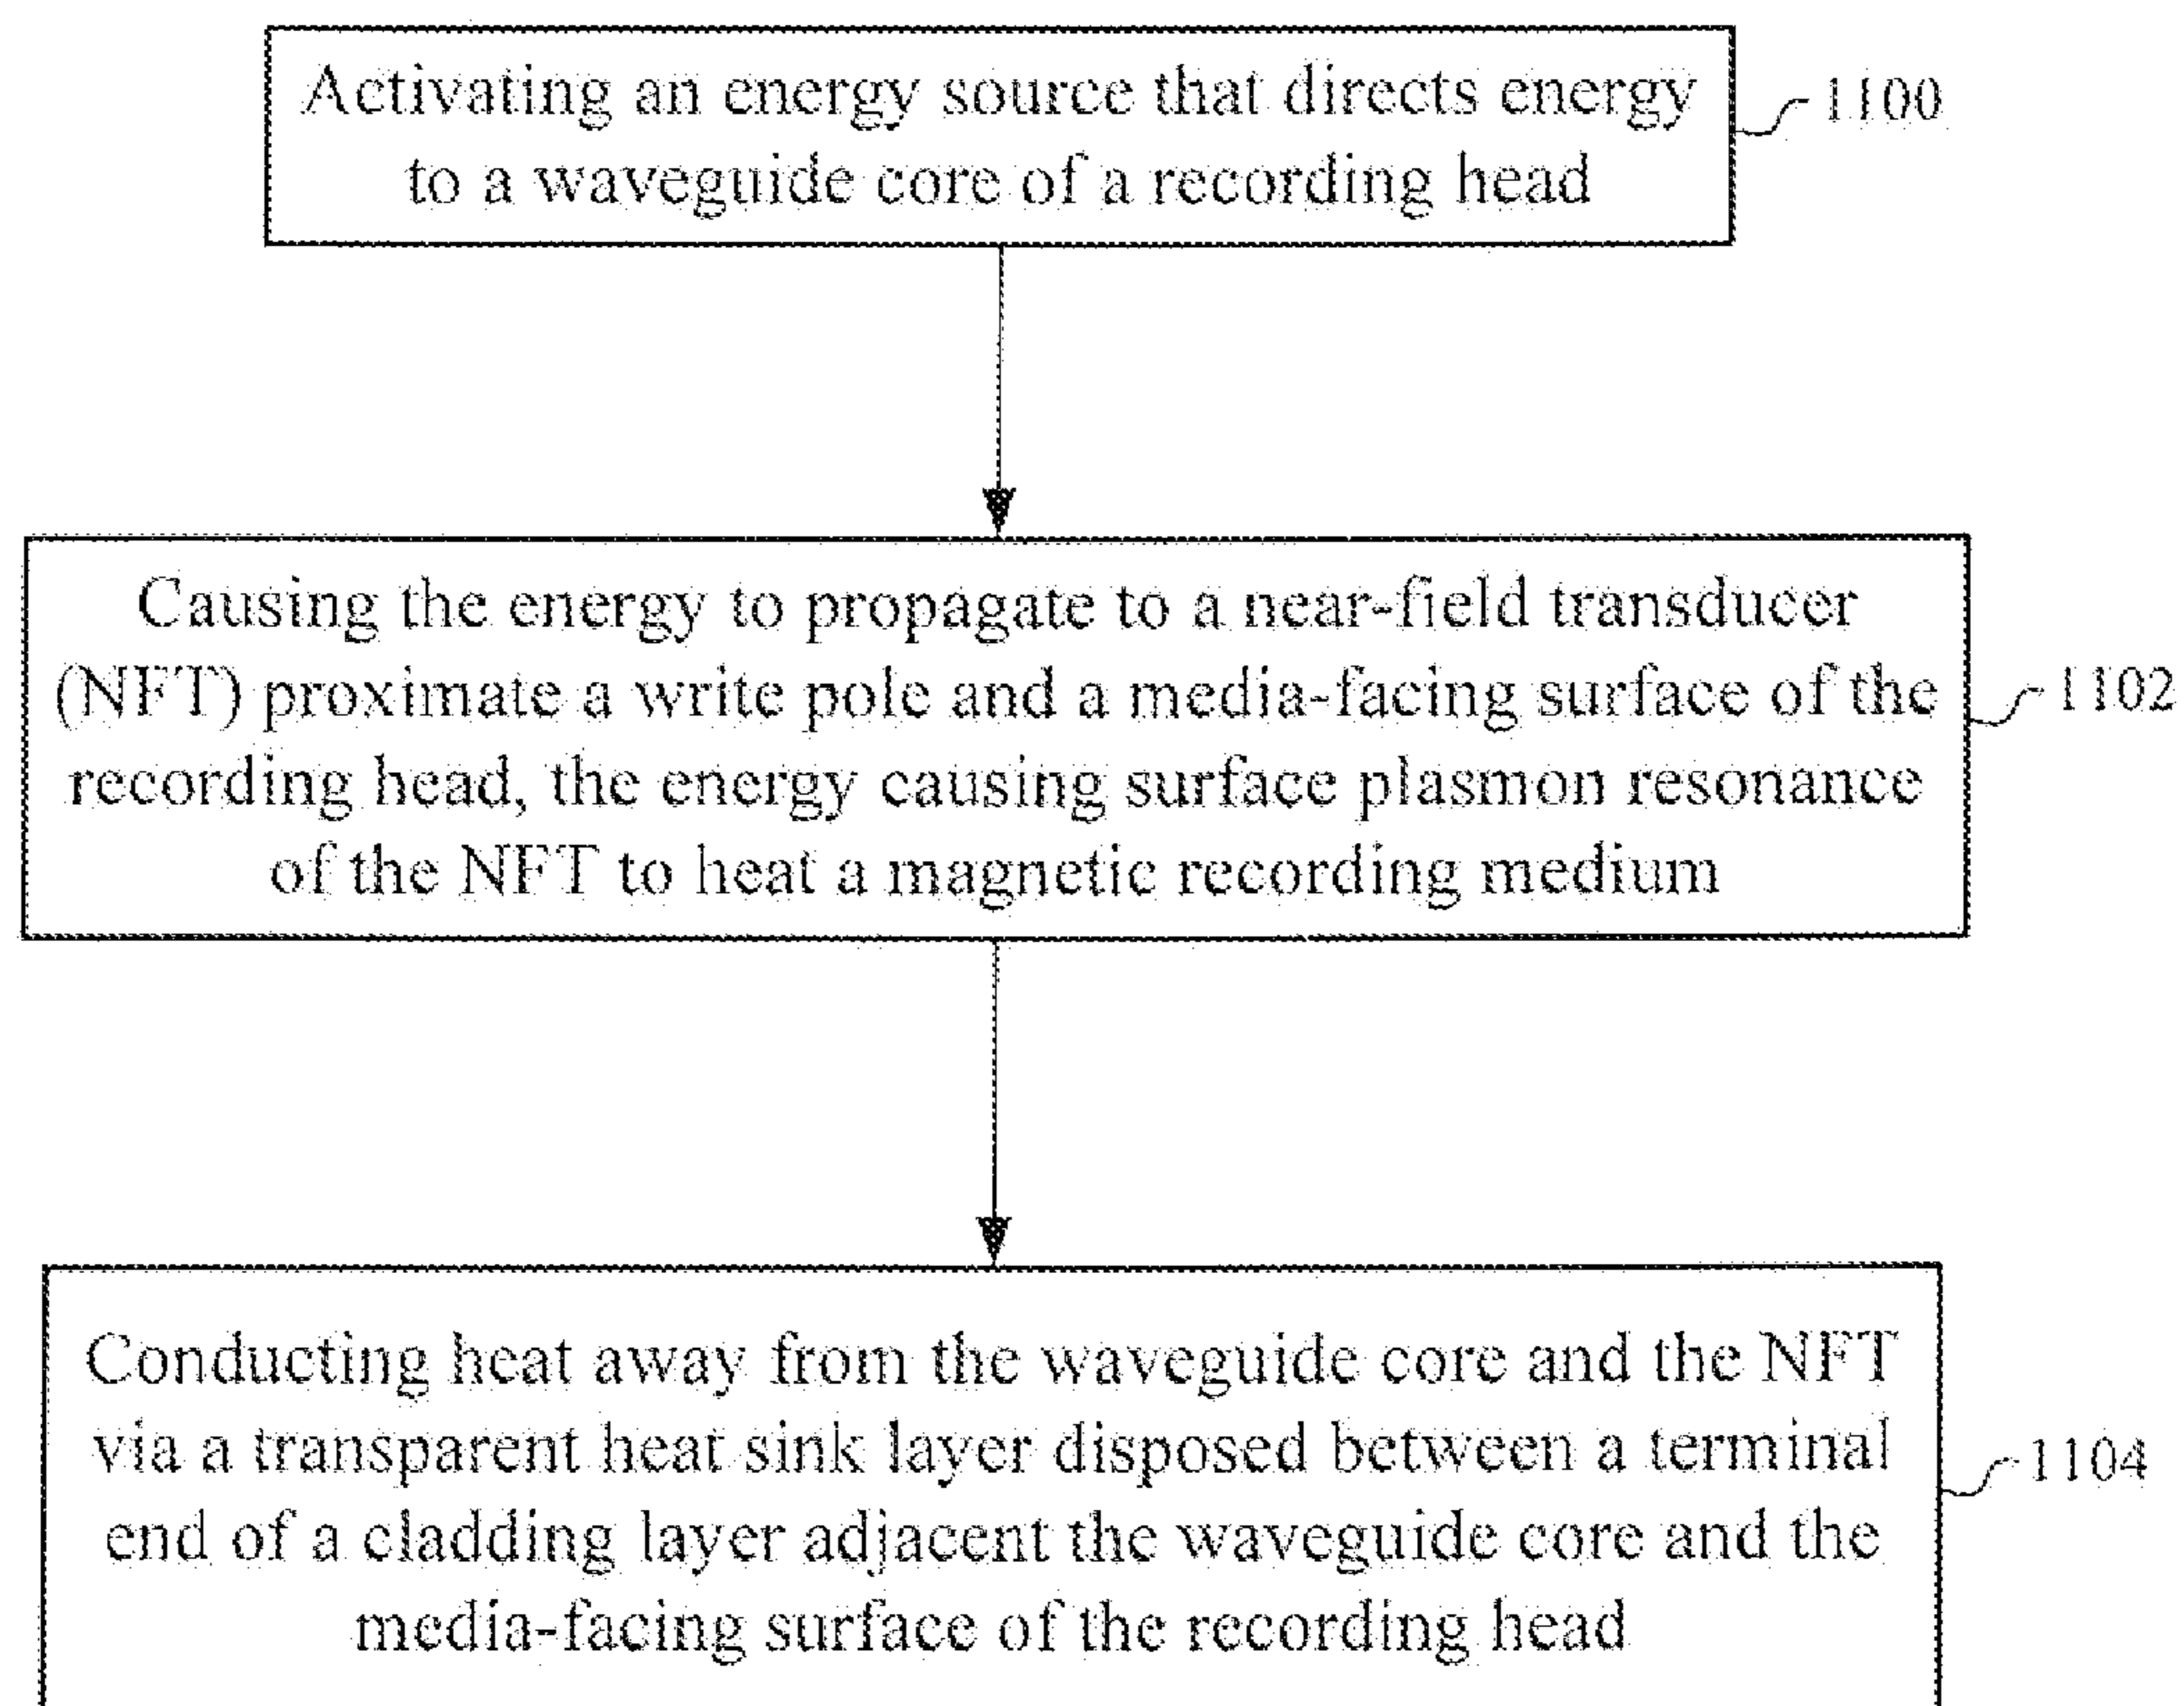 Activating an energy source that directs energy
to a waveguide core of a recording head
1100
Causing the energy to propagate to a near-field transducer
(NFT) proximate a write pole and a media-facing surface of the
recording head, the energy causing surface plasmon resonance
of the NFT to heat a magnetic recording medium
1102
Conducting heat away from the waveguide core and the NFT
via a transparent heat sink layer disposed between a terminal
end of a cladding layer adjacent the waveguide core and the
media-facing surface of the recording head
1104